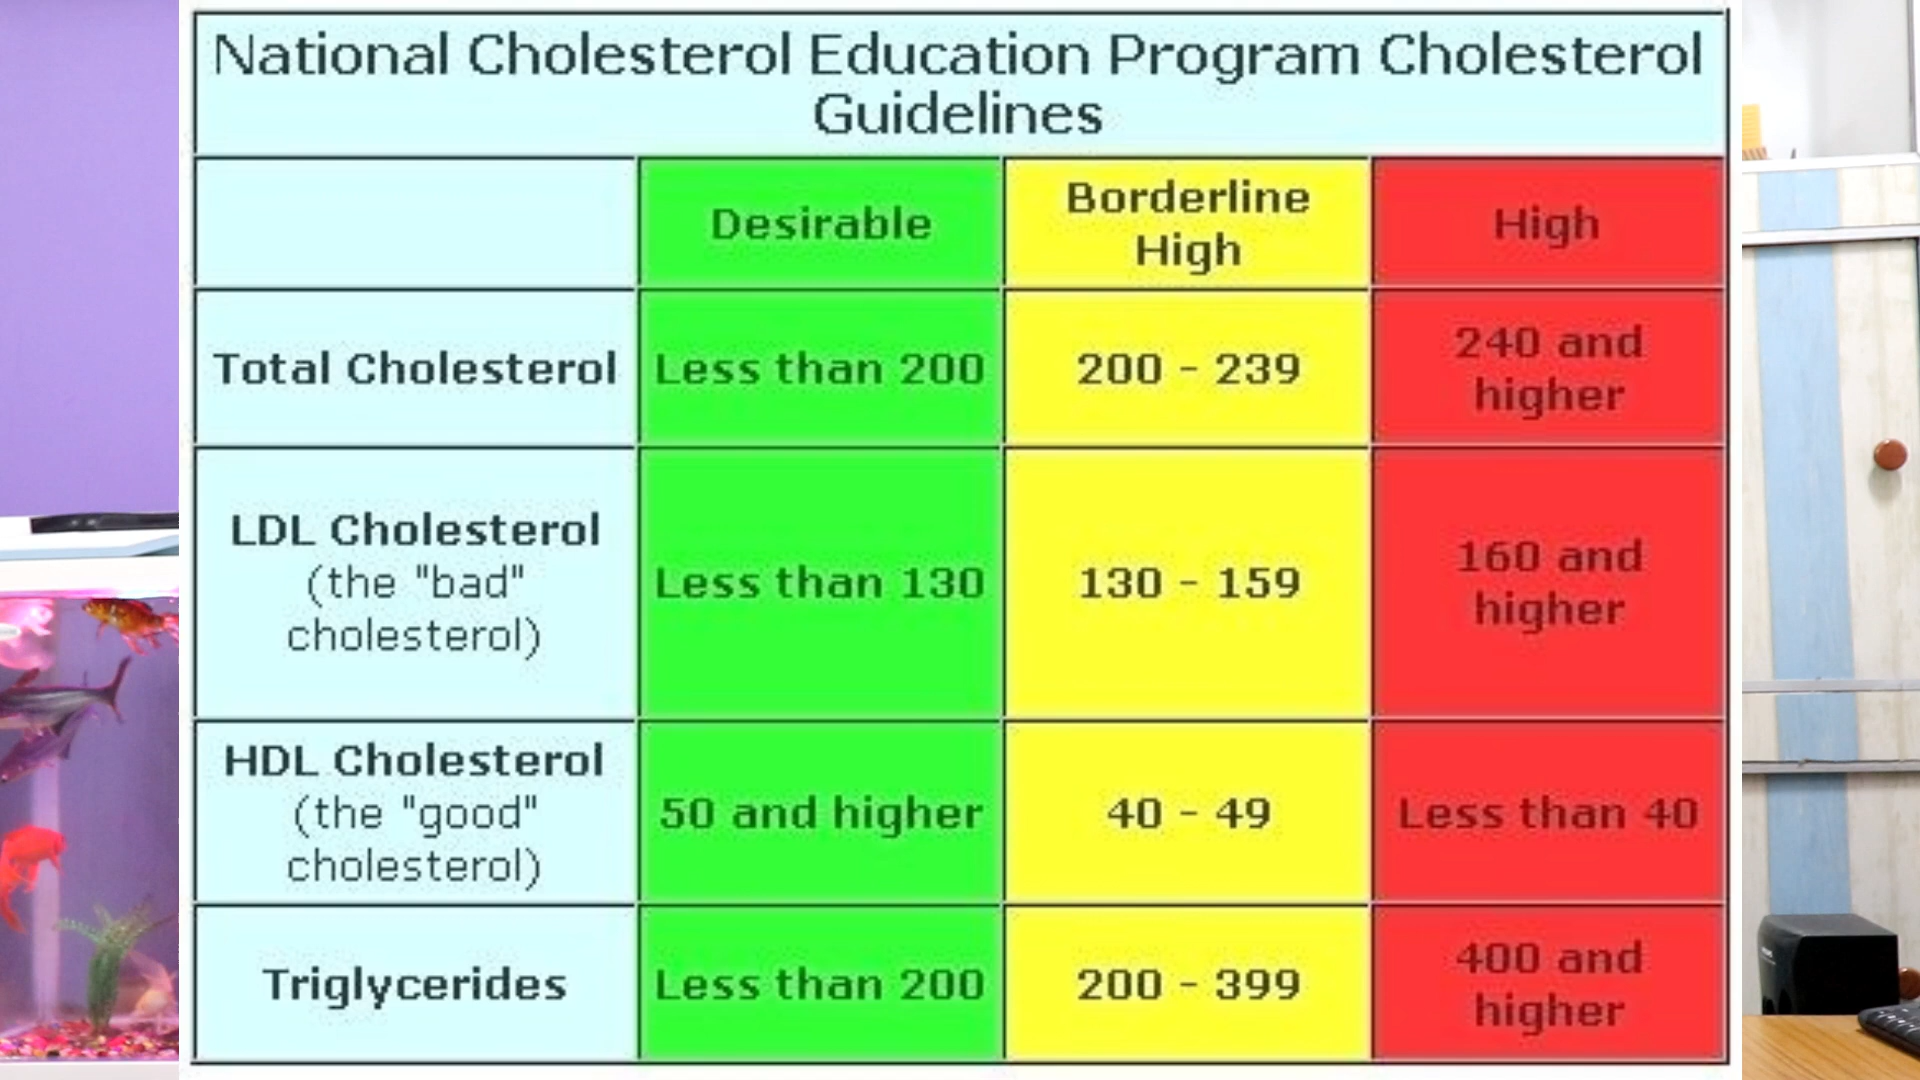 National Cholesterol Education Program Cholesterol
Guidelines
Desirable
Borderline
High
High
Total Cholesterol
Less than 200
200 - 239
240 and
higher
LDL Cholesterol
(the "bad"
cholesterol)
Less than 130
130 - 159
160 and
higher
HDL Cholesterol
(the "good"
cholesterol)
50 and higher
40 - 49
Less than 40
Triglycerides
Less than 200
200 - 399
400 and
higher